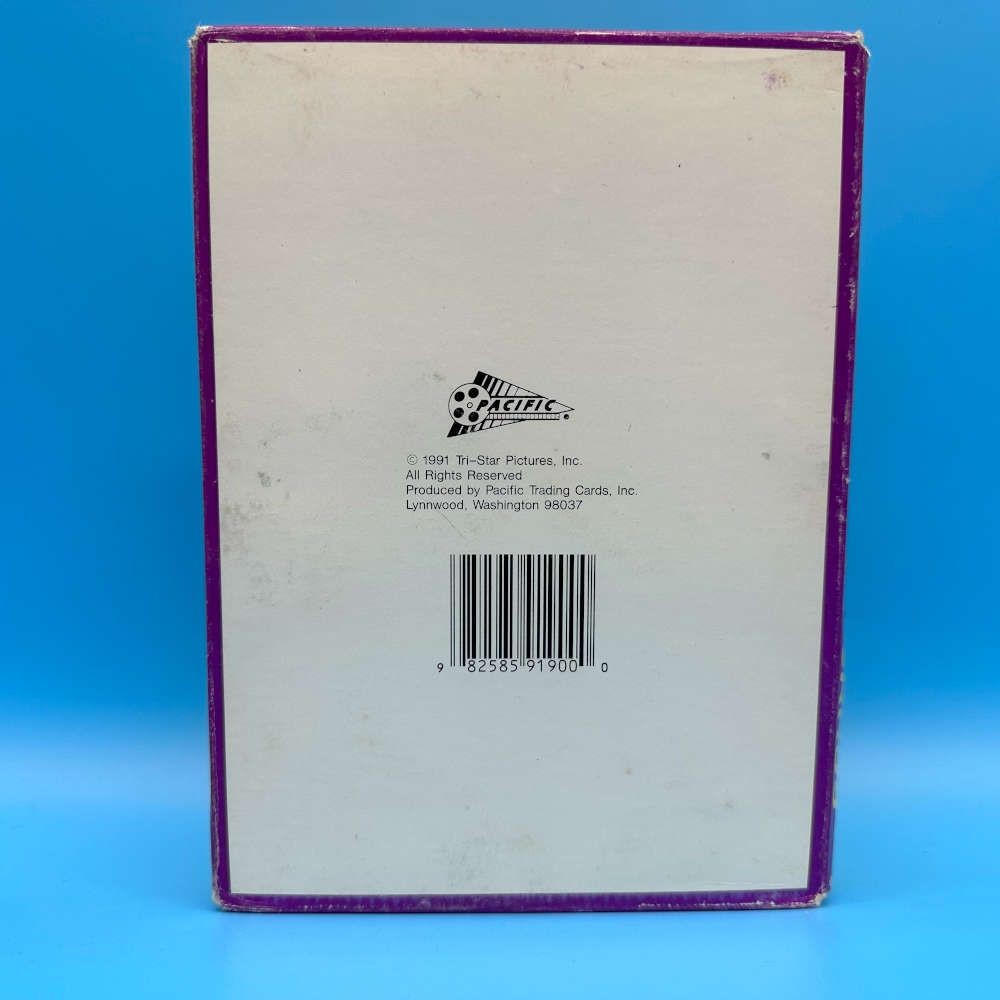 PACIFIC
© 1991 Tri-Star Pictures, Inc.
All Rights Reserved
Produced by Pacific Trading Cards, Inc.
Lynnwood, Washington 98037
9 82585 91900 0